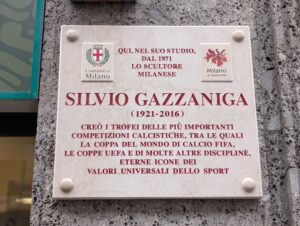 Comune di
Milano
QUI, NEL SUO STUDIO,
DAL 1971
LO SCULTORE
MILANESE
Milano
SILVIO GAZZANIGA
(1921-2016)
CREÒ I TROFEI DELLE PIÙ IMPORTANTI
COMPETIZIONI CALCISTICHE, TRA LE QUALI
LA COPPA DEL MONDO DI CALCIO FIFA,
LE COPPE UEFA E DI MOLTE ALTRE DISCIPLINE,
ETERNE ICONE DEI
VALORI UNIVERSALI DELLO SPORT